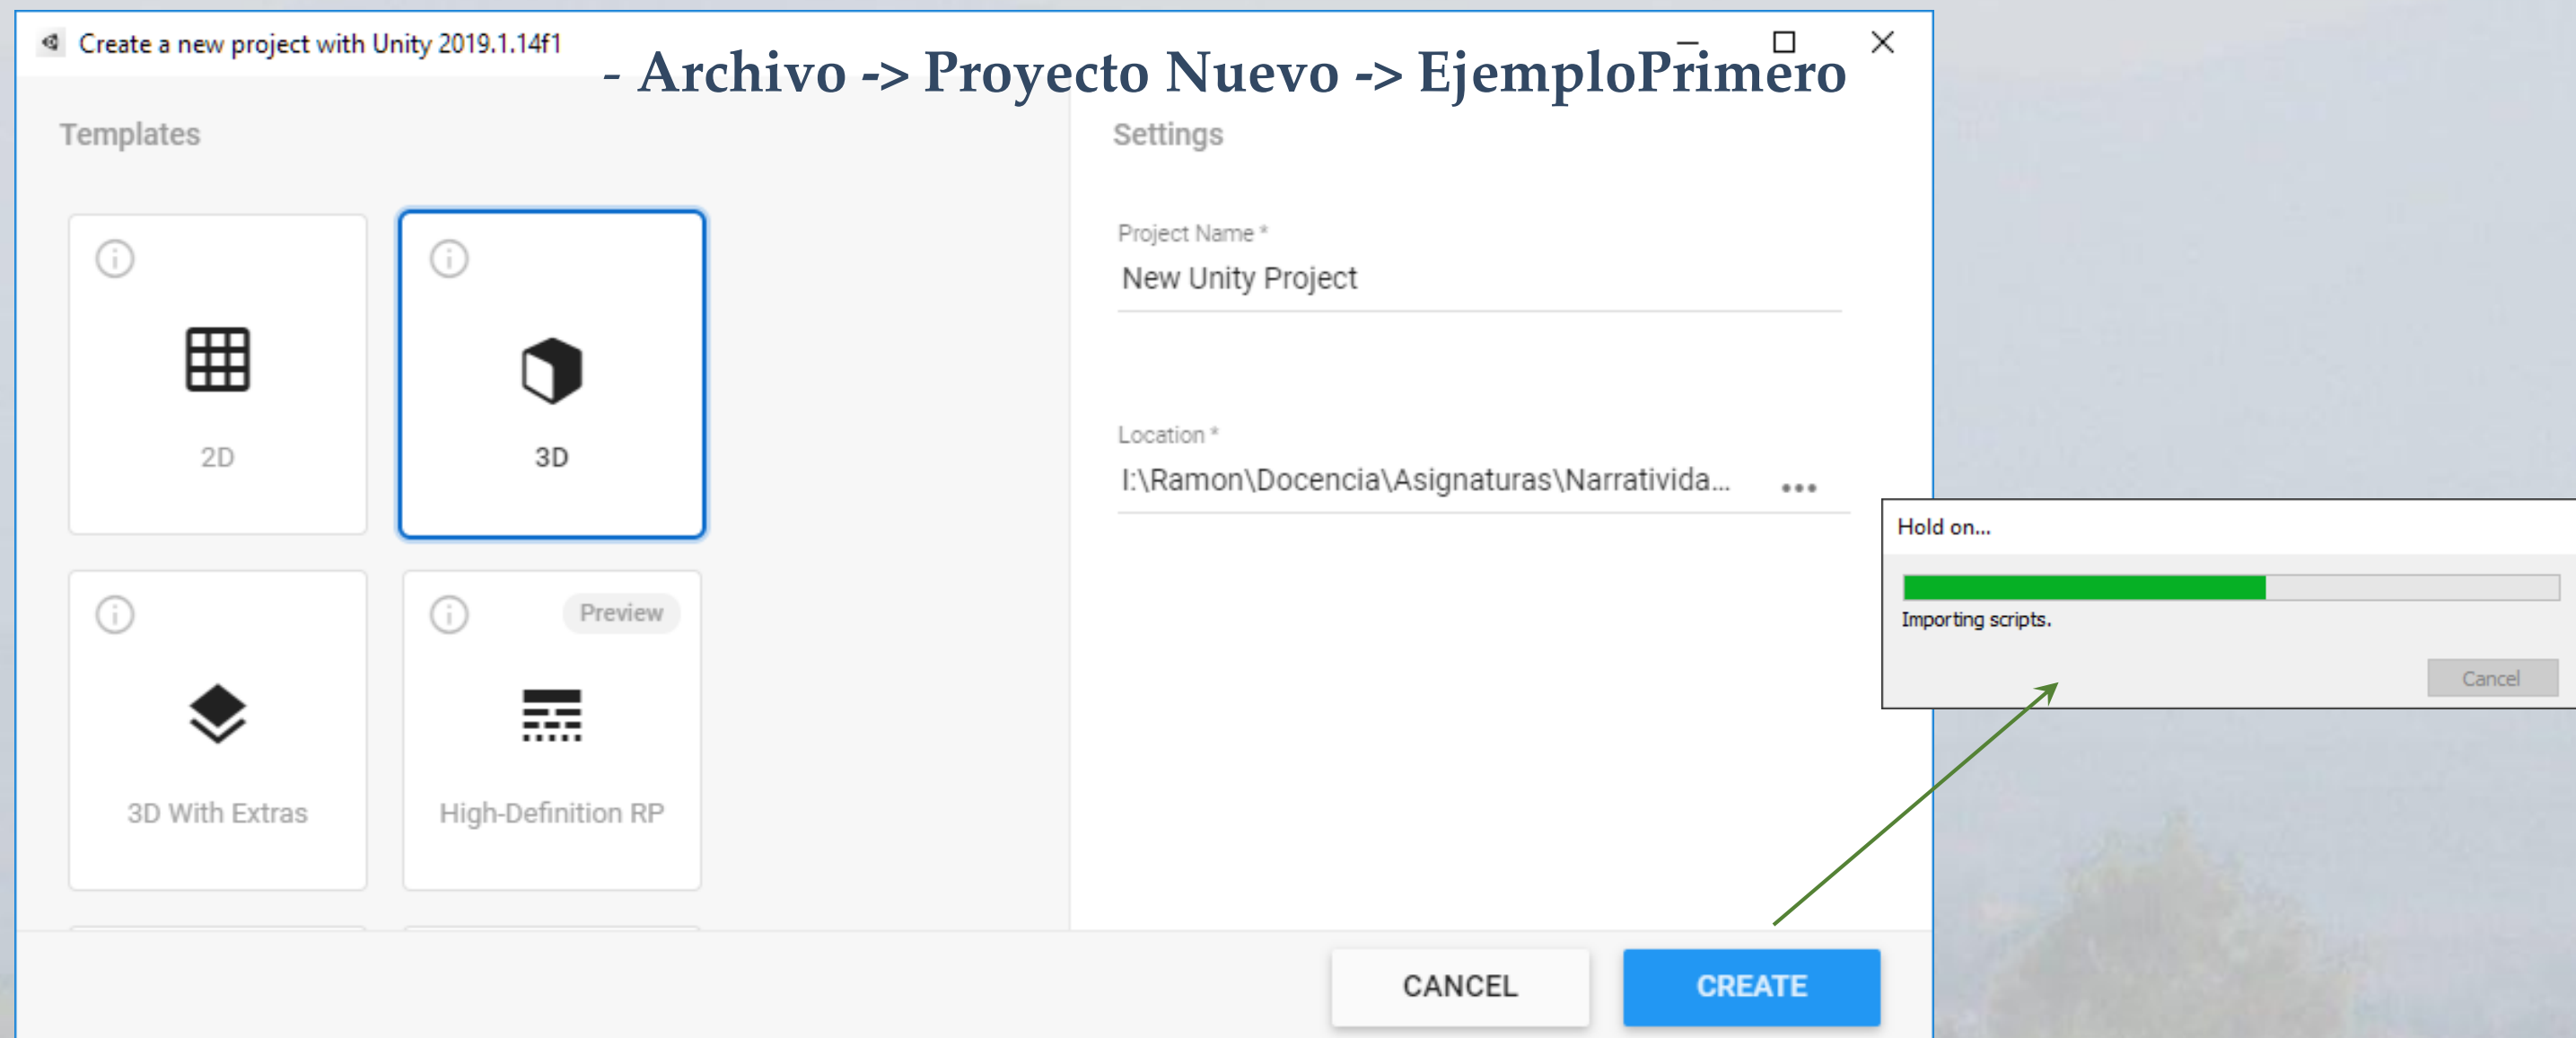 Create a new project with Unity 2019.1.14f1
- Archivo -> Proyecto Nuevo -> EjemploPrimero
Templates
Settings
2D
3D
Project Name *
New Unity Project
Location *
I:\Ramon\Docencia\Asignaturas\Narrativida...
Preview
3D With Extras
High-Definition RP
Hold on...
Importing scripts.
Cancel
CANCEL
CREATE